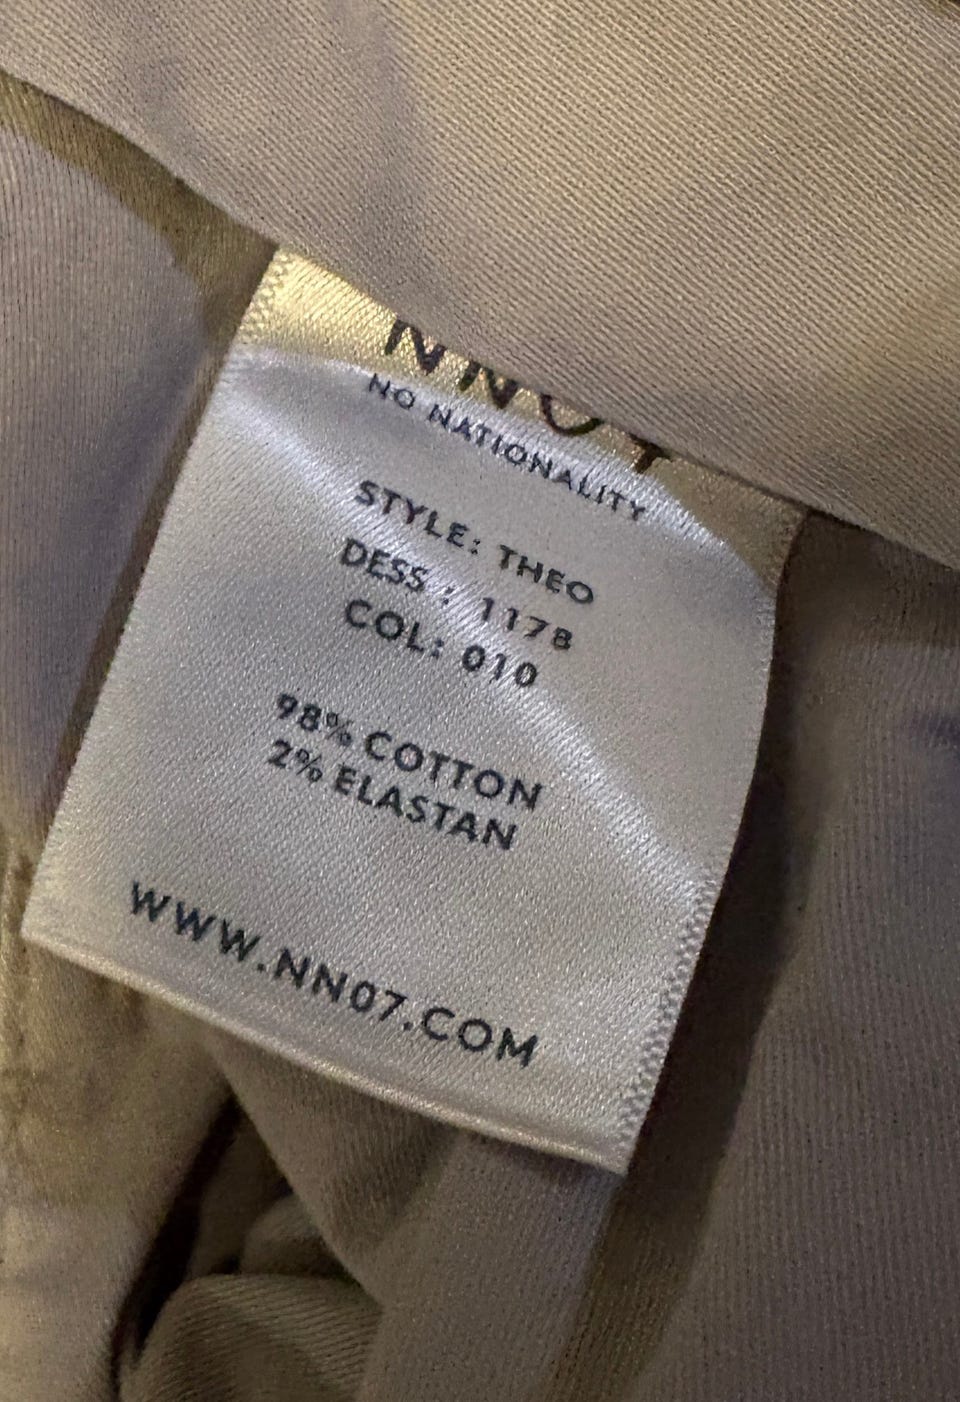 NN07
NO NATIONALITY
STYLE: THEO
DESS : 1178
COL: 010
98% COTTON
2% ELASTAN
WWW.NN07.COM